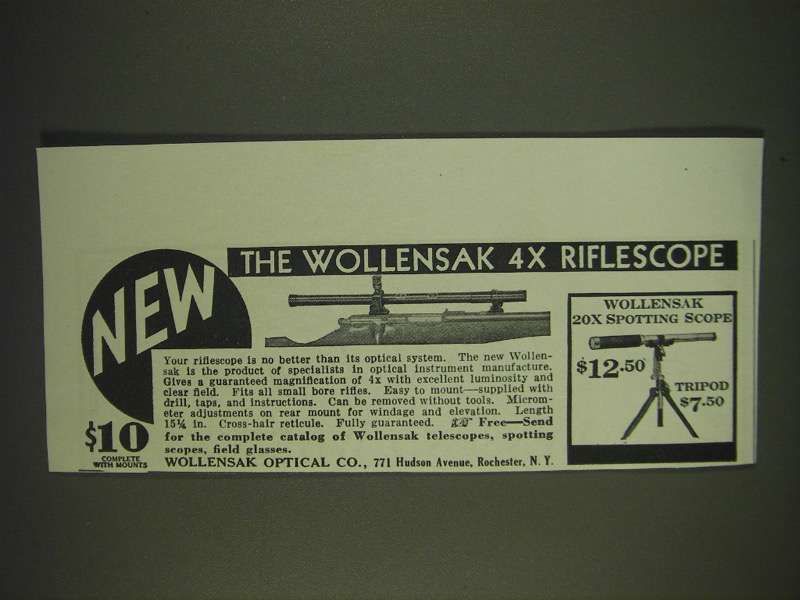 NEW
THE WOLLENSAK 4X RIFLESCOPE
Your riflescope is no better than its optical system. The new Wollen-
sak is the product of specialists in optical instrument manufacture.
Gives a guaranteed magnification of 4x with excellent luminosity and
clear field. Fits all small bore rifles. Easy to mount—supplied with
drill, taps, and instructions. Can be removed without tools. Microm-
eter adjustments on rear mount for windage and elevation. Length
15¼ in. Cross-hair reticule. Fully guaranteed. Free—Send
for the complete catalog of Wollensak telescopes, spotting
scopes, field glasses.
WOLLENSAK OPTICAL CO., 771 Hudson Avenue, Rochester, N. Y.
$10
COMPLETE
WITH MOUNTS
WOLLENSAK
20X SPOTTING SCOPE
$12.50
TRIPOD
$7.50